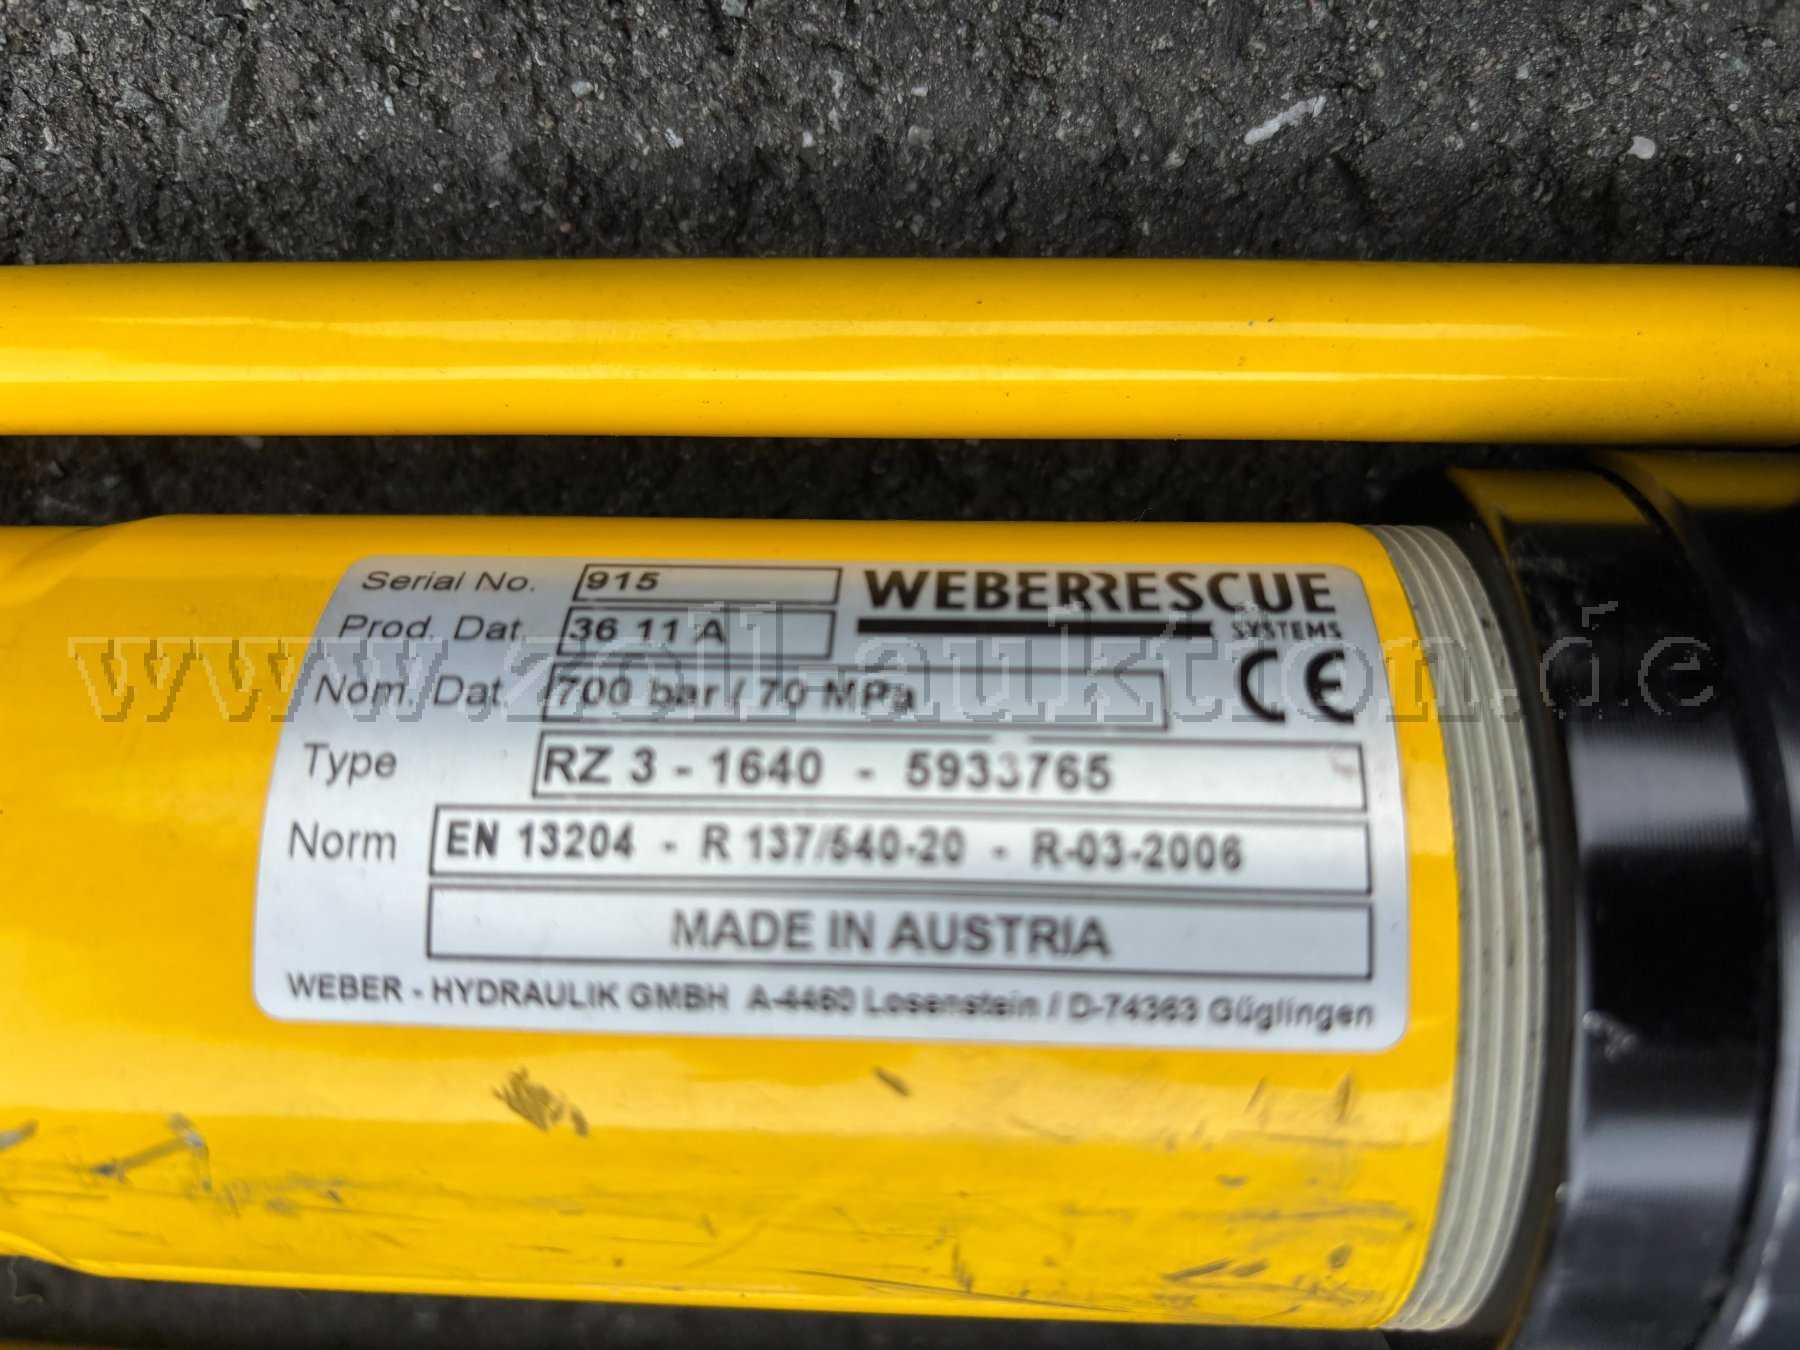 Serial No. 915
WEBERRESCUE
SYSTEMS
Prod. Dat. 36 11 A
Nom. Dat. 700 bar / 70 MPa
CE
Type RZ 3 - 1640 - 5933765
Norm EN 13204 - R 137/540-20 - R-03-2006
MADE IN AUSTRIA
WEBER - HYDRAULIK GMBH A-4460 Losenstein / D-74363 Güglingen
www.zoll-auktion.de